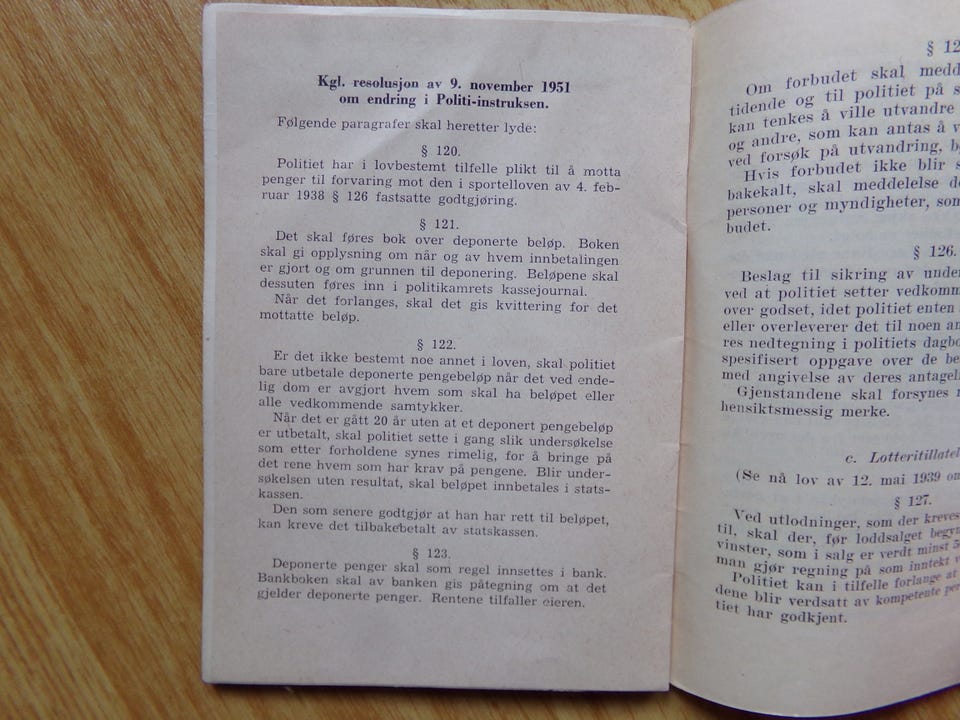 Kgl. resolusjon av 9. november 1951
om endring i Politi-instruksen.
Følgende paragrafer skal heretter lyde:
§ 120.
Politiet har i lovbestemt tilfelle plikt til å motta
penger til forvaring mot den i sportelloven av 4. feb-
ruar 1938 § 126 fastsatte godtgjøring.
§ 121.
Det skal føres bok over deponerte beløp. Boken
skal gi opplysning om når og av hvem innbetalingen
er gjort og om grunnen til deponering. Beløpene skal
dessuten føres inn i politikamrets kassejournal.
Når det forlanges, skal det gis kvittering for det
mottatte beløp.
§ 122.
Er det ikke bestemt noe annet i loven, skal politiet
bare utbetale deponerte pengebeløp når det ved ende-
lig dom er avgjort hvem som skal ha beløpet eller
alle vedkommende samtykker.
Når det er gått 20 år uten at et deponert pengebeløp
er utbetalt, skal politiet sette i gang slik undersøkelse
som etter forholdene synes rimelig, for å bringe på
det rene hvem som har krav på pengene. Blir under-
søkelsen uten resultat, skal beløpet innbetales i stats-
kassen.
Den som senere godtgjør at han har rett til beløpet,
kan kreve det tilbakebetalt av statskassen.
§ 123.
Deponerte penger skal som regel innsettes i bank.
Bankboken skal av banken gis påtegning om at det
gjelder deponerte penger. Rentene tilfaller eieren.
§ 12
Om forbudet skal medd
tidende og til politiet på s
kan tenkes å ville utvandre
og andre, som kan antas å v
ved forsøk på utvandring, b
Hvis forbudet ikke blir s
bakekalt, skal meddelelse d
personer og myndigheter, som
budet.
§ 126.
Beslag til sikring av unde
ved at politiet setter vedkomm
over godset, idet politiet enten
eller overleverer det til noen an
res nedtegning i politiets dagbo
spesifisert oppgave over de be
med angivelse av deres antagel
Gjenstandene skal forsynes
hensiktsmessig merke.
c. Lotteritillatel
(Se nå lov av 12. mai 1939 om
§ 127.
Ved utlodninger, som der kreves
til, skal der, før loddsalget begyn
vinster, som i salg er verdt minst 5
man gjør regning på som inntekt v
Politiet kan i tilfelle forlange at
dene blir verdsatt av kompetente per
tiet har godkjent.